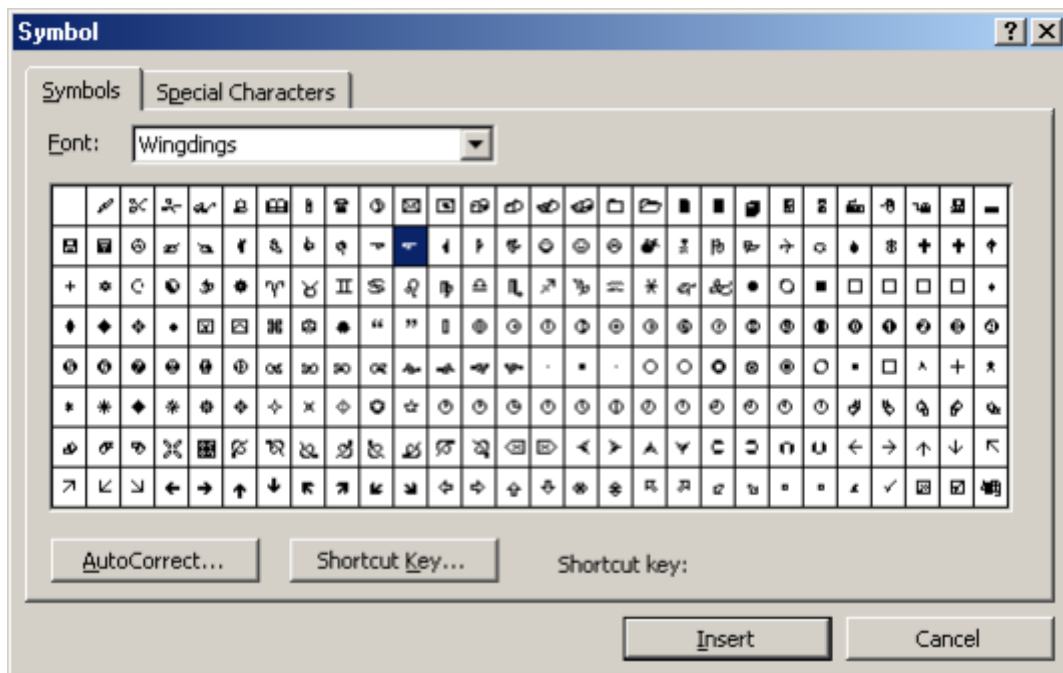 Symbol
Symbols Special Characters
Font: Wingdings
AutoCorrect... Shortcut Key... Shortcut key:
Insert Cancel